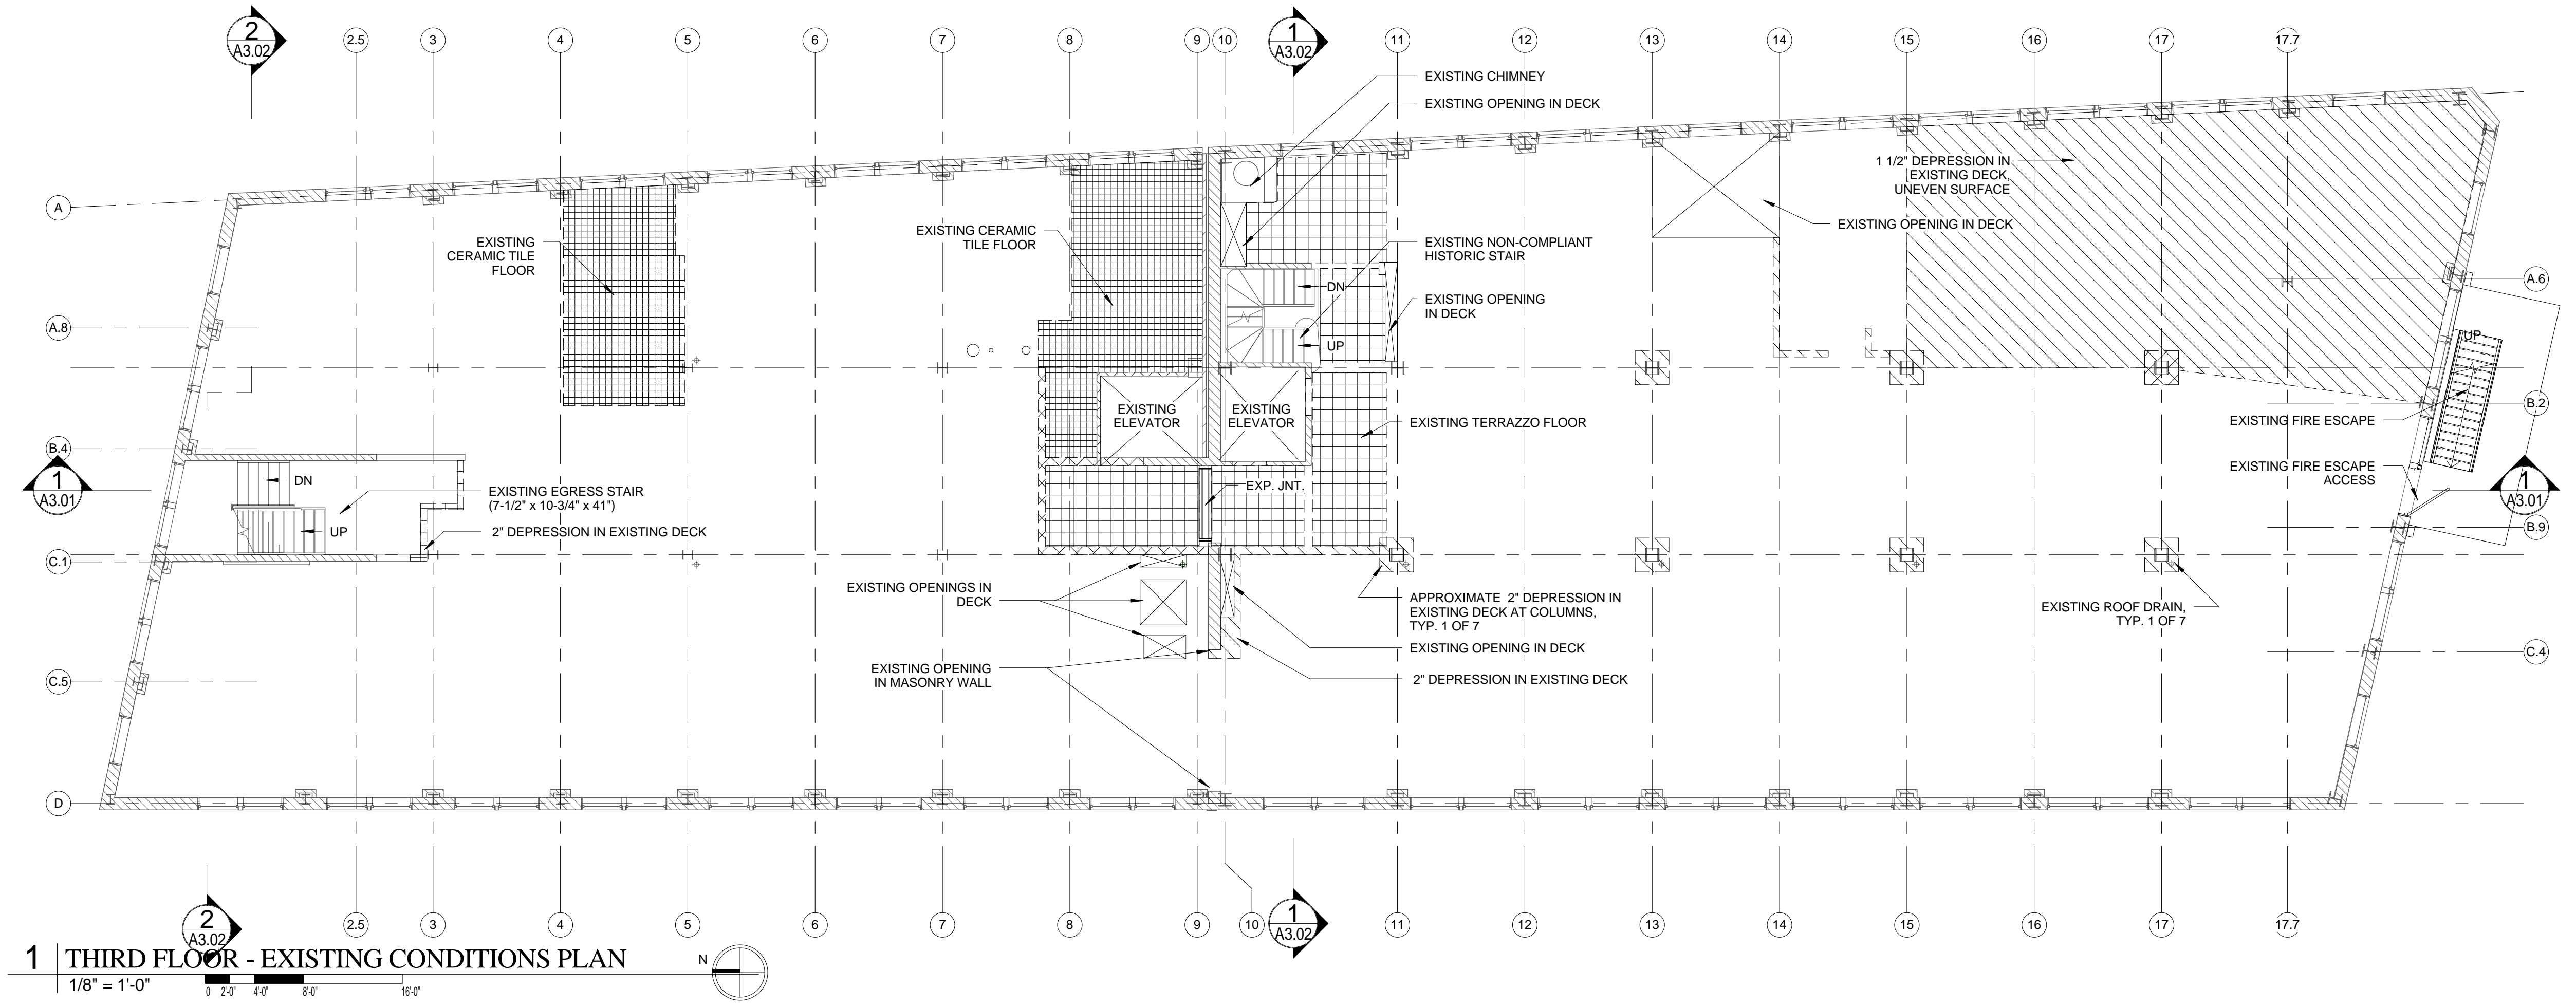 2
A3.02
2.5
3
4
5
6
7
8
9
10
1
A3.02
11
12
13
14
15
16
17
17.7
EXISTING CHIMNEY
EXISTING OPENING IN DECK
1 1/2" DEPRESSION IN
EXISTING DECK,
UNEVEN SURFACE
EXISTING OPENING IN DECK
A
EXISTING
CERAMIC TILE
FLOOR
EXISTING CERAMIC
TILE FLOOR
EXISTING NON-COMPLIANT
HISTORIC STAIR
A.6
DN
EXISTING OPENING
IN DECK
A.8
UP
UP
EXISTING
ELEVATOR
EXISTING
ELEVATOR
EXISTING TERRAZZO FLOOR
EXISTING FIRE ESCAPE
B.2
B.4
1
A3.01
DN
EXISTING EGRESS STAIR
(7-1/2" x 10-3/4" x 41")
UP
2" DEPRESSION IN EXISTING DECK
EXP. JNT.
EXISTING FIRE ESCAPE
ACCESS
1
A3.01
B.9
C.1
EXISTING OPENINGS IN
DECK
APPROXIMATE 2" DEPRESSION IN
EXISTING DECK AT COLUMNS,
TYP. 1 OF 7
EXISTING ROOF DRAIN,
TYP. 1 OF 7
EXISTING OPENING IN DECK
C.4
EXISTING OPENING
IN MASONRY WALL
2" DEPRESSION IN EXISTING DECK
C.5
D
2
A3.02
2.5
3
4
5
6
7
8
9
10
1
A3.02
11
12
13
14
15
16
17
17.7
1
THIRD FLOOR - EXISTING CONDITIONS PLAN
N
1/8" = 1'-0"
0 2'-0" 4'-0" 8'-0" 16'-0"